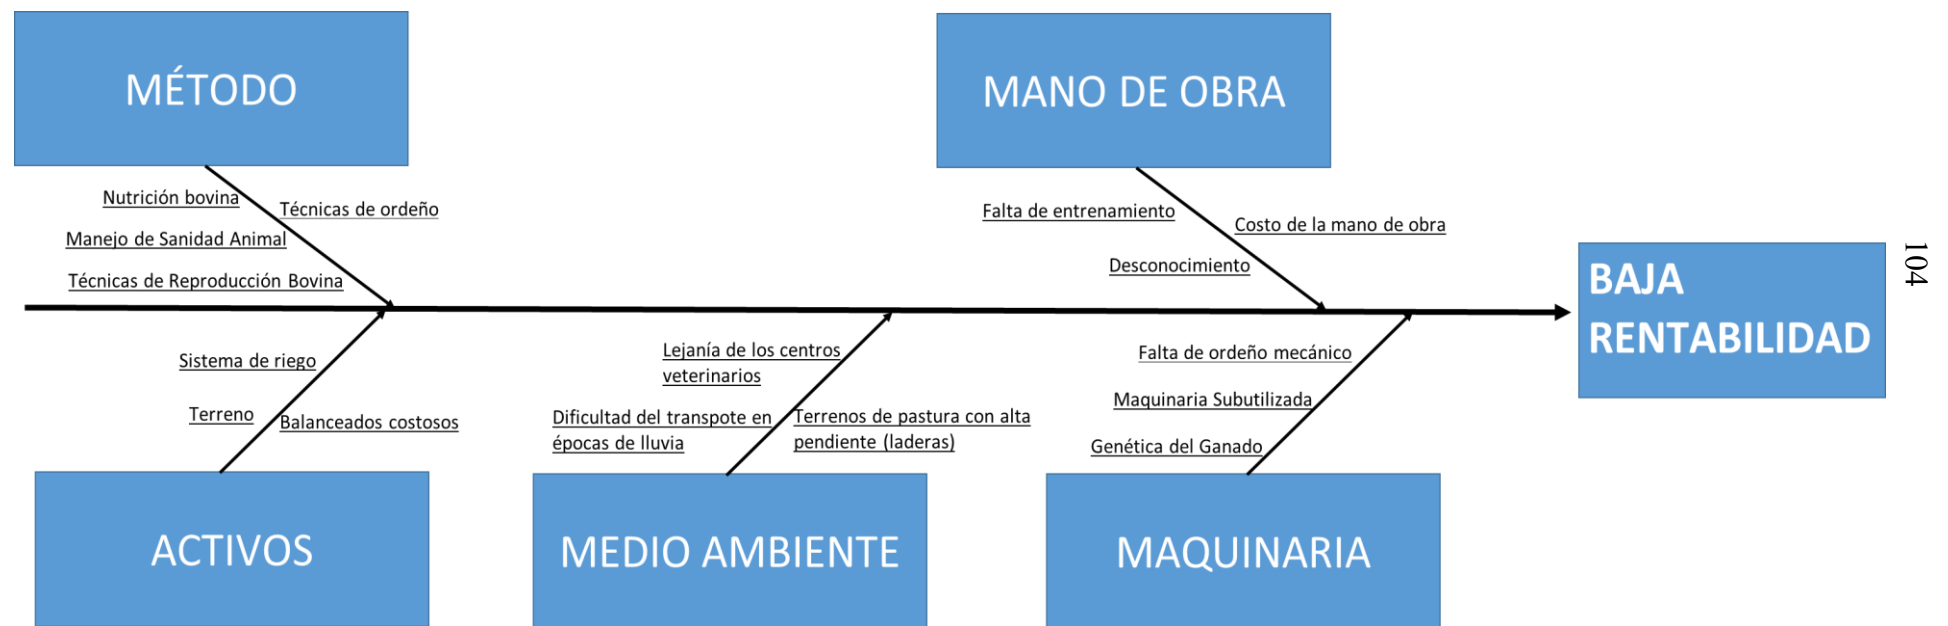 MÉTODO
MANO DE OBRA
Nutrición bovina
Técnicas de ordeño
Manejo de Sanidad Animal
Técnicas de Reproducción Bovina
Falta de entrenamiento
Costo de la mano de obra
Desconocimiento
BAJA
RENTABILIDAD
104
Sistema de riego
Terreno
Balanceados costosos
Lejanía de los centros
veterinarios
Dificultad del transpote en
épocas de lluvia
Terrenos de pastura con alta
pendiente (laderas)
Falta de ordeño mecánico
Maquinaria Subutilizada
Genética del Ganado
ACTIVOS
MEDIO AMBIENTE
MAQUINARIA